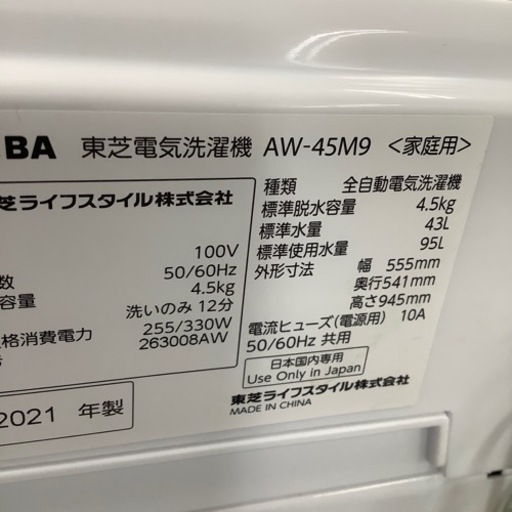 BA 東芝電気洗濯機 AW-45M9 <家庭用>
芝ライフスタイル株式会社
100V
数 50/60Hz
容量 4.5kg
洗いのみ 12分
格消費電力 255/330W
263008AW
2021 年製
種類 全自動電気洗濯機
標準脱水容量 4.5kg
標準水量 43L
標準使用水量 95L
外形寸法 幅 555mm
奥行541mm
高さ945mm
電流ヒューズ(電源用) 10A
50/60Hz 共用
日本国内専用
Use Only in Japan
東芝ライフスタイル株式会社
MADE IN CHINA